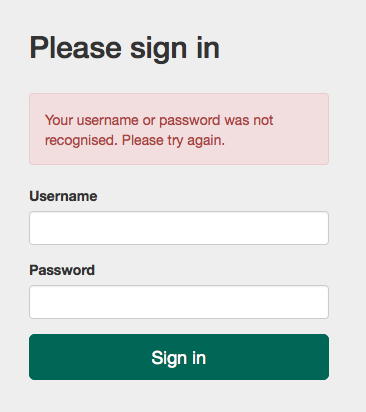 Please sign in
Your username or password was not
recognised. Please try again.
Username
Password
Sign in